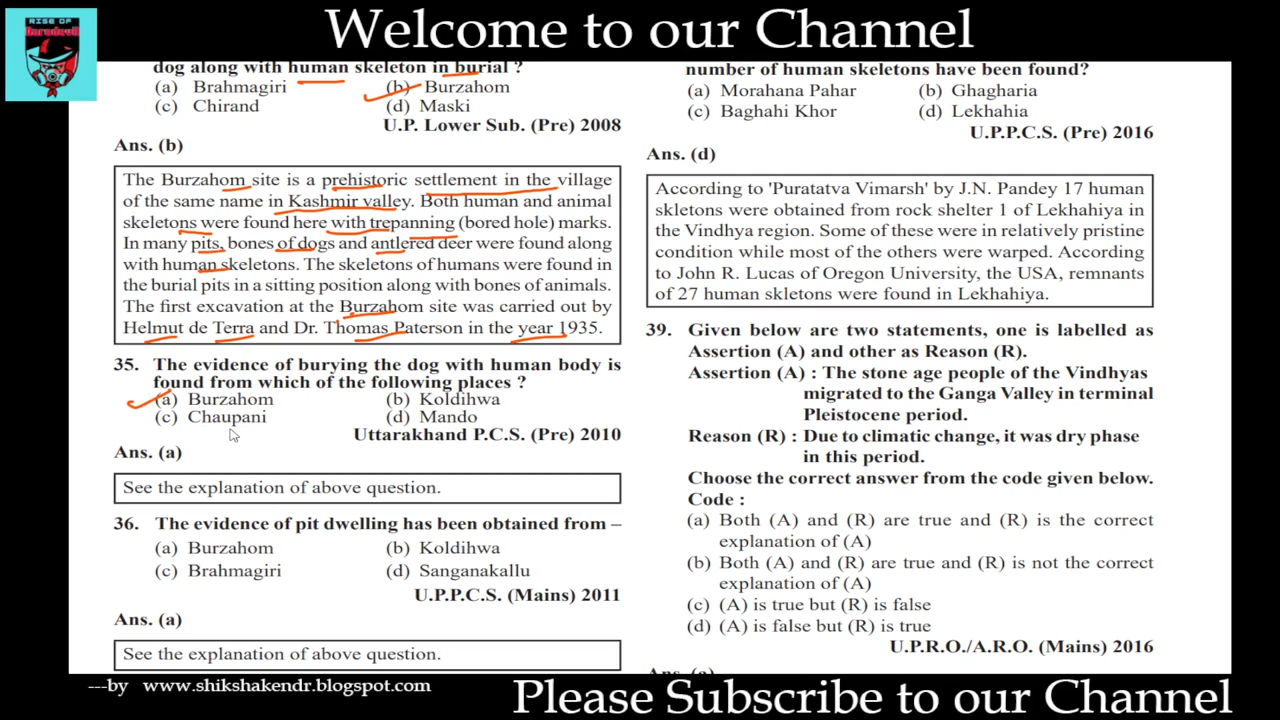 RISE OF
Daredevil
Welcome to our Channel
dog along with human skeleton in burial ?
(a) Brahmagiri (b) Burzahom
(c) Chirand (d) Maski
U.P. Lower Sub. (Pre) 2008
Ans. (b)
The Burzahom site is a prehistoric settlement in the village
of the same name in Kashmir valley. Both human and animal
skeletons were found here with trepanning (bored hole) marks.
In many pits, bones of dogs and antlered deer were found along
with human skeletons. The skeletons of humans were found in
the burial pits in a sitting position along with bones of animals.
The first excavation at the Burzahom site was carried out by
Helmut de Terra and Dr. Thomas Paterson in the year 1935.
35. The evidence of burying the dog with human body is
found from which of the following places ?
(a) Burzahom (b) Koldihwa
(c) Chaupani (d) Mando
Uttarakhand P.C.S. (Pre) 2010
Ans. (a)
See the explanation of above question.
36. The evidence of pit dwelling has been obtained from –
(a) Burzahom (b) Koldihwa
(c) Brahmagiri (d) Sanganakallu
U.P.P.C.S. (Mains) 2011
Ans. (a)
See the explanation of above question.
number of human skeletons have been found?
(a) Morahana Pahar (b) Ghagharia
(c) Baghahi Khor (d) Lekhahia
U.P.P.C.S. (Pre) 2016
Ans. (d)
According to 'Puratatva Vimarsh' by J.N. Pandey 17 human
skletons were obtained from rock shelter 1 of Lekhahiya in
the Vindhya region. Some of these were in relatively pristine
condition while most of the others were warped. According
to John R. Lucas of Oregon University, the USA, remnants
of 27 human skletons were found in Lekhahiya.
39. Given below are two statements, one is labelled as
Assertion (A) and other as Reason (R).
Assertion (A) : The stone age people of the Vindhyas
migrated to the Ganga Valley in terminal
Pleistocene period.
Reason (R) : Due to climatic change, it was dry phase
in this period.
Choose the correct answer from the code given below.
Code :
(a) Both (A) and (R) are true and (R) is the correct
explanation of (A)
(b) Both (A) and (R) are true and (R) is not the correct
explanation of (A)
(c) (A) is true but (R) is false
(d) (A) is false but (R) is true
U.P.R.O./A.R.O. (Mains) 2016
---by www.shikshakendr.blogspot.com
Please Subscribe to our Channel